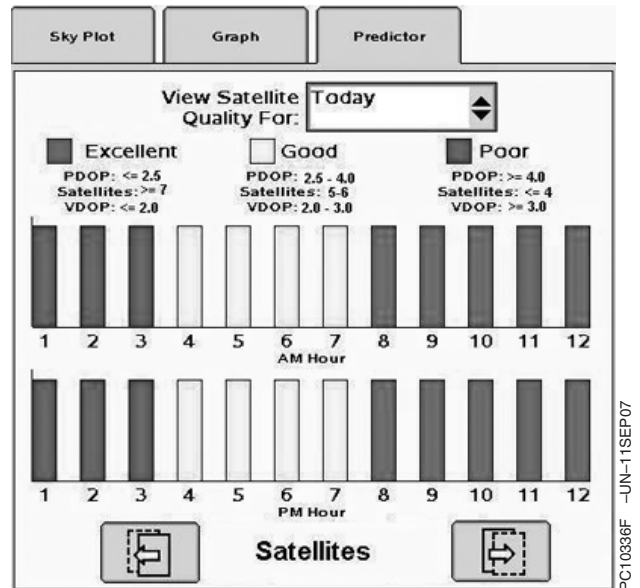 Sky Plot Graph Predictor
View Satellite Today
Quality For:
Excellent Good Poor
PDOP: <= 2.5 PDOP: 2.5 - 4.0 PDOP: >= 4.0
Satellites: >= 7 Satellites: 5-6 Satellites: <= 4
VDOP: <= 2.0 VDOP: 2.0 - 3.0 VDOP: >= 3.0
1 2 3 4 5 6 7 8 9 10 11 12
AM Hour
1 2 3 4 5 6 7 8 9 10 11 12
PM Hour
Satellites
PC10336F –UN–11SEP07